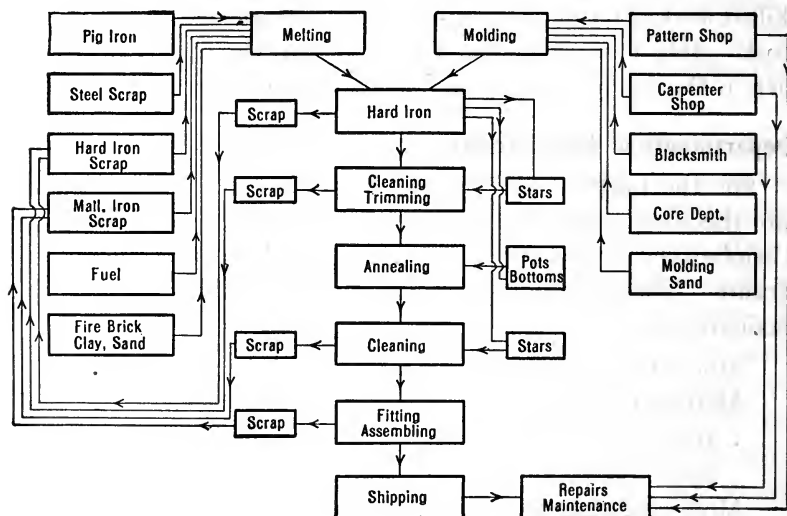 Pig Iron
Melting
Molding
Pattern Shop
Steel Scrap
Scrap
Hard Iron
Carpenter
Shop
Hard Iron
Scrap
Blacksmith
Mall. Iron
Scrap
Scrap
Cleaning
Trimming
Stars
Core Dept.
Fuel
Annealing
Pots
Bottoms
Molding
Sand
Fire Brick
Clay, Sand
Scrap
Cleaning
Stars
Scrap
Fitting
Assembling
Shipping
Repairs
Maintenance